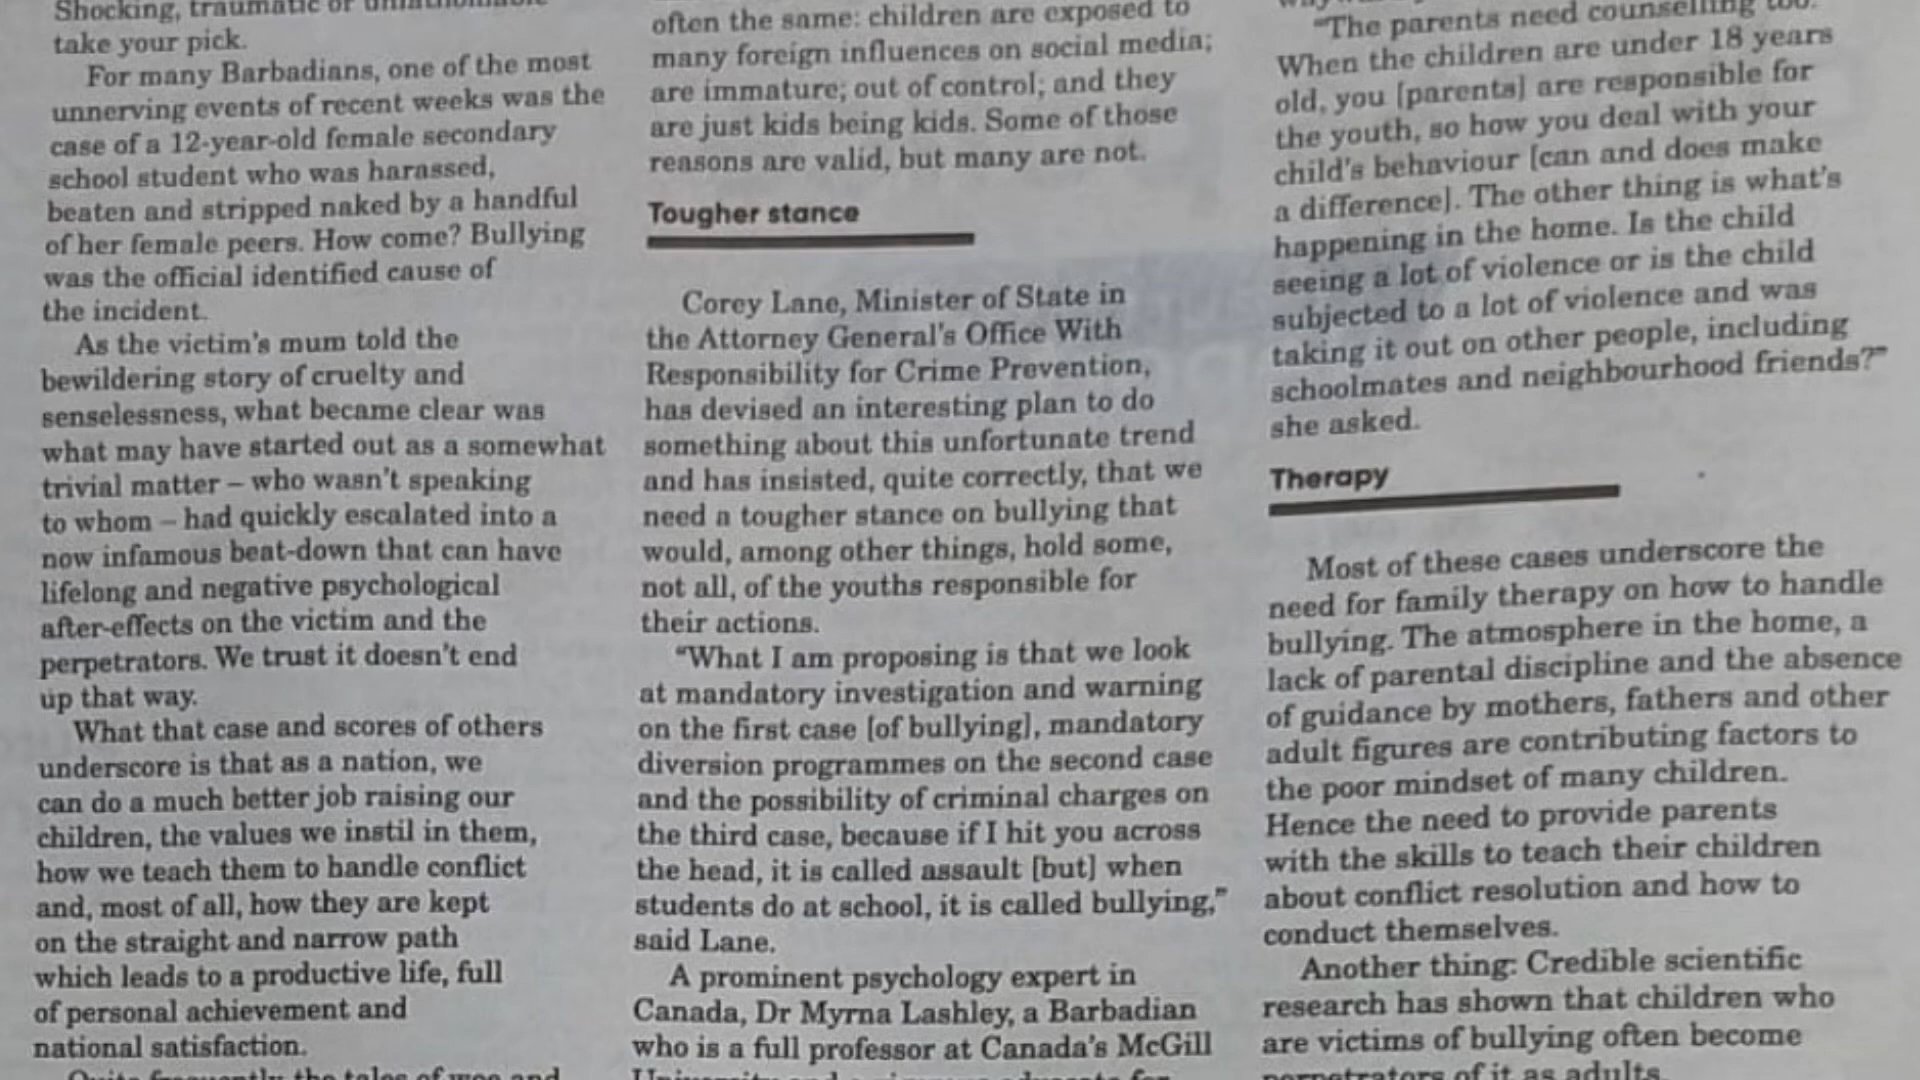 Shocking, traumatic or
take your pick.
For many Barbadians, one of the most
unnerving events of recent weeks was the
case of a 12-year-old female secondary
school student who was harassed,
beaten and stripped naked by a handful
of her female peers. How come? Bullying
was the official identified cause of
the incident.
As the victim's mum told the
bewildering story of cruelty and
senselessness, what became clear was
what may have started out as a somewhat
trivial matter – who wasn't speaking
to whom – had quickly escalated into a
now infamous beat-down that can have
lifelong and negative psychological
after-effects on the victim and the
perpetrators. We trust it doesn't end
up that way.
What that case and scores of others
underscore is that as a nation, we
can do a much better job raising our
children, the values we instil in them,
how we teach them to handle conflict
and, most of all, how they are kept
on the straight and narrow path
which leads to a productive life, full
of personal achievement and
national satisfaction.
Quite frequently the tales of woe and
often the same: children are exposed to
many foreign influences on social media;
are immature; out of control; and they
are just kids being kids. Some of those
reasons are valid, but many are not.
Tougher stance
Corey Lane, Minister of State in
the Attorney General's Office With
Responsibility for Crime Prevention,
has devised an interesting plan to do
something about this unfortunate trend
and has insisted, quite correctly, that we
need a tougher stance on bullying that
would, among other things, hold some,
not all, of the youths responsible for
their actions.
“What I am proposing is that we look
at mandatory investigation and warning
on the first case [of bullying], mandatory
diversion programmes on the second case
and the possibility of criminal charges on
the third case, because if I hit you across
the head, it is called assault [but] when
students do at school, it is called bullying,”
said Lane.
A prominent psychology expert in
Canada, Dr Myrna Lashley, a Barbadian
who is a full professor at Canada's McGill
“The parents need counselling too.
When the children are under 18 years
old, you [parents] are responsible for
the youth, so how you deal with your
child's behaviour [can and does make
a difference]. The other thing is what's
happening in the home. Is the child
seeing a lot of violence or is the child
subjected to a lot of violence and was
taking it out on other people, including
schoolmates and neighbourhood friends?”
she asked.
Therapy
Most of these cases underscore the
need for family therapy on how to handle
bullying. The atmosphere in the home, a
lack of parental discipline and the absence
of guidance by mothers, fathers and other
adult figures are contributing factors to
the poor mindset of many children.
Hence the need to provide parents
with the skills to teach their children
about conflict resolution and how to
conduct themselves.
Another thing: Credible scientific
research has shown that children who
are victims of bullying often become
perpetrators of it as adults.